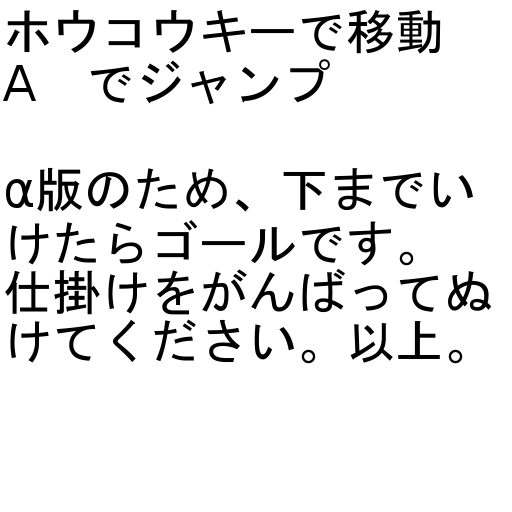 ホウコウキーで移動
A　でジャンプ
α版のため、下までい
けたらゴールです。
仕掛けをがんばってぬ
けてください。以上。